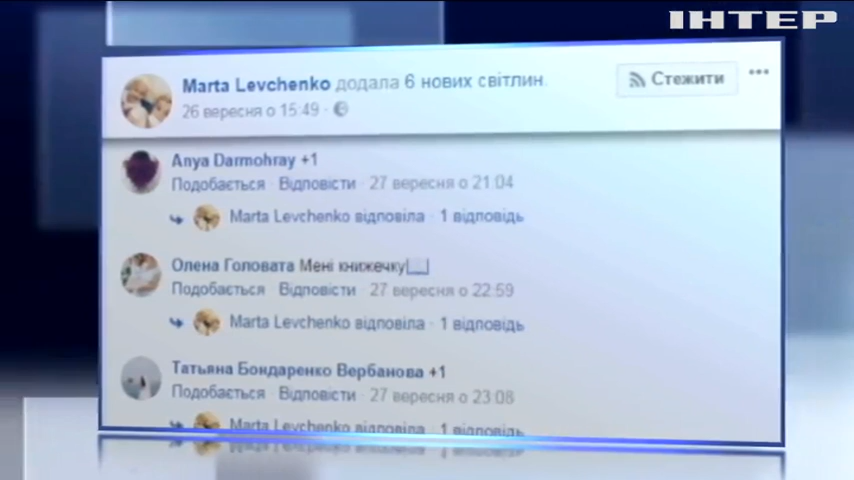 ІНТЕР
Marta Levchenko додала 6 нових світлин.
Стежити
26 вересня о 15:49
Anya Darmohray +1
Подобається · Відповісти · 27 вересня о 21:04
Marta Levchenko відповіла · 1 відповідь
Олена Головата Мені книжечку📖
Подобається · Відповісти · 27 вересня о 22:59
Marta Levchenko відповіла · 1 відповідь
Татьяна Бондаренко Вербанова +1
Подобається · Відповісти · 27 вересня о 23:08
Marta Levchenko відповіла · 1 відповідь